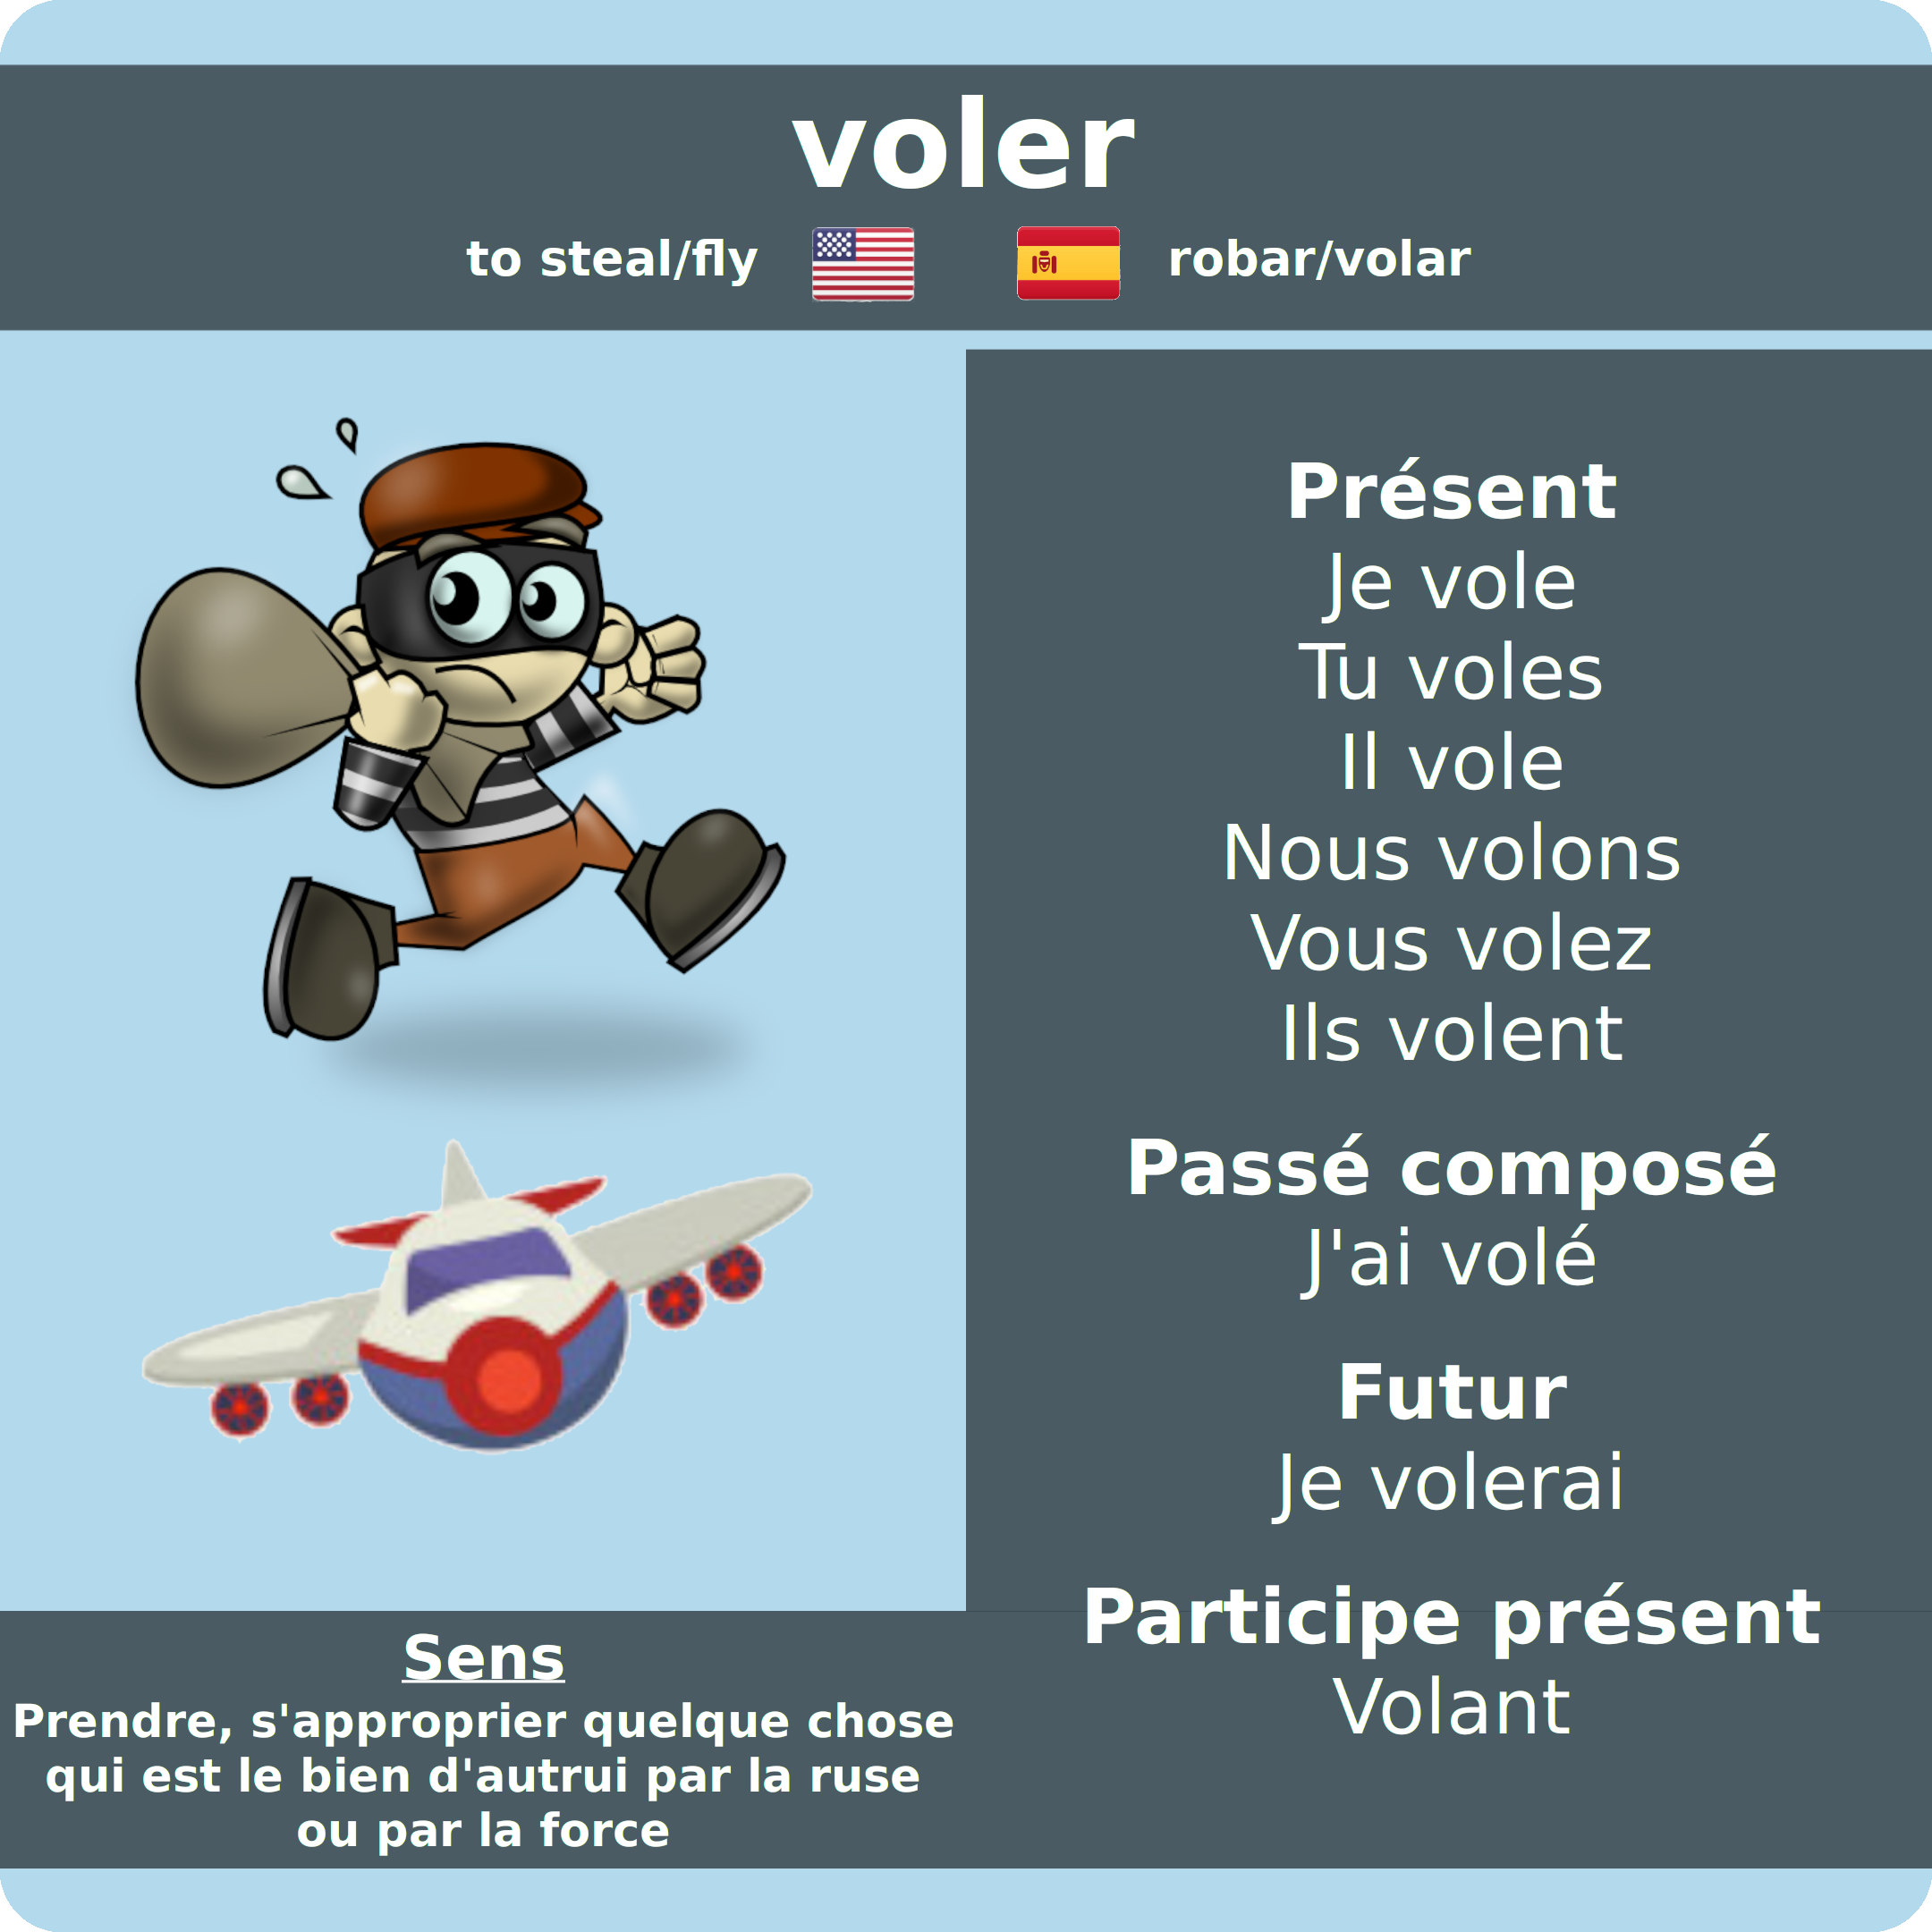 voler
to steal/fly robar/volar
Présent
Je vole
Tu voles
Il vole
Nous volons
Vous volez
Ils volent
Passé composé
J'ai volé
Futur
Je volerai
Participe présent
Volant
Sens
Prendre, s'approprier quelque chose
qui est le bien d'autrui par la ruse
ou par la force